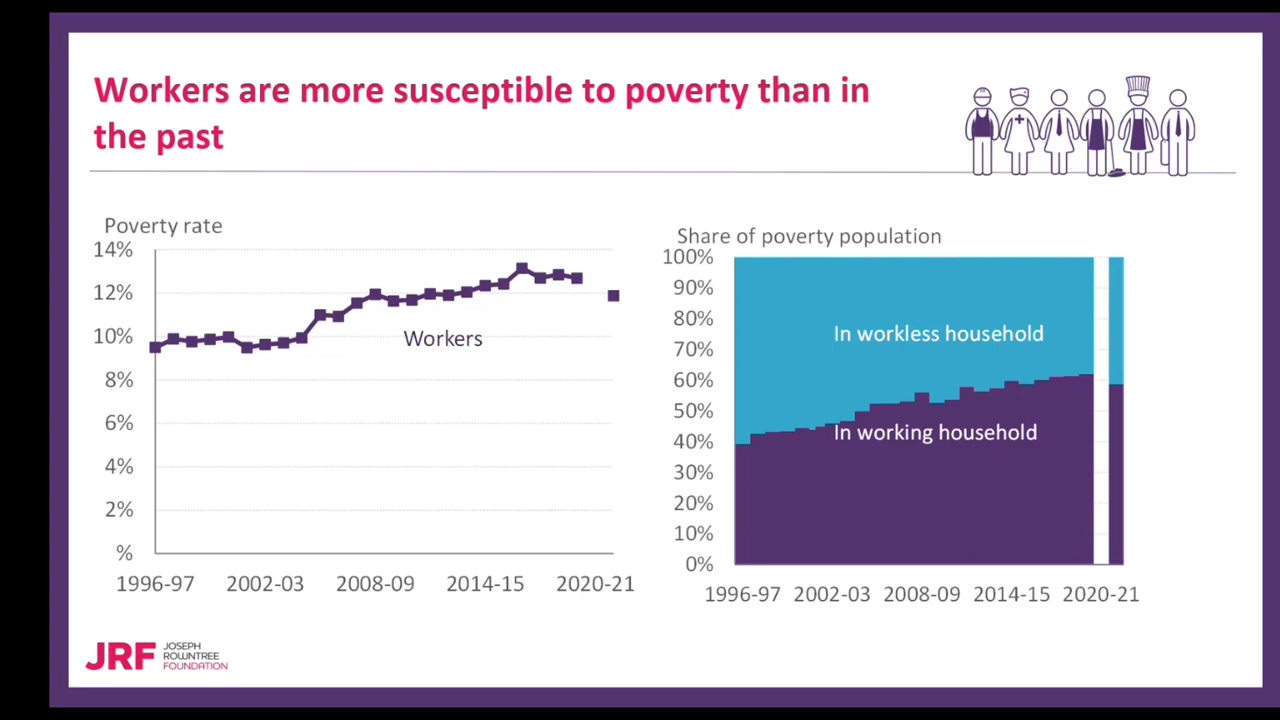 Workers are more susceptible to poverty than in
the past
Poverty rate
14%
12%
10%
8%
6%
4%
2%
%
Workers
1996-97 2002-03 2008-09 2014-15 2020-21
Share of poverty population
100%
90%
80%
70%
60%
50%
40%
30%
20%
10%
0%
In workless household
In working household
1996-97 2002-03 2008-09 2014-15 2020-21
JRF
JOSEPH
ROWNTREE
FOUNDATION